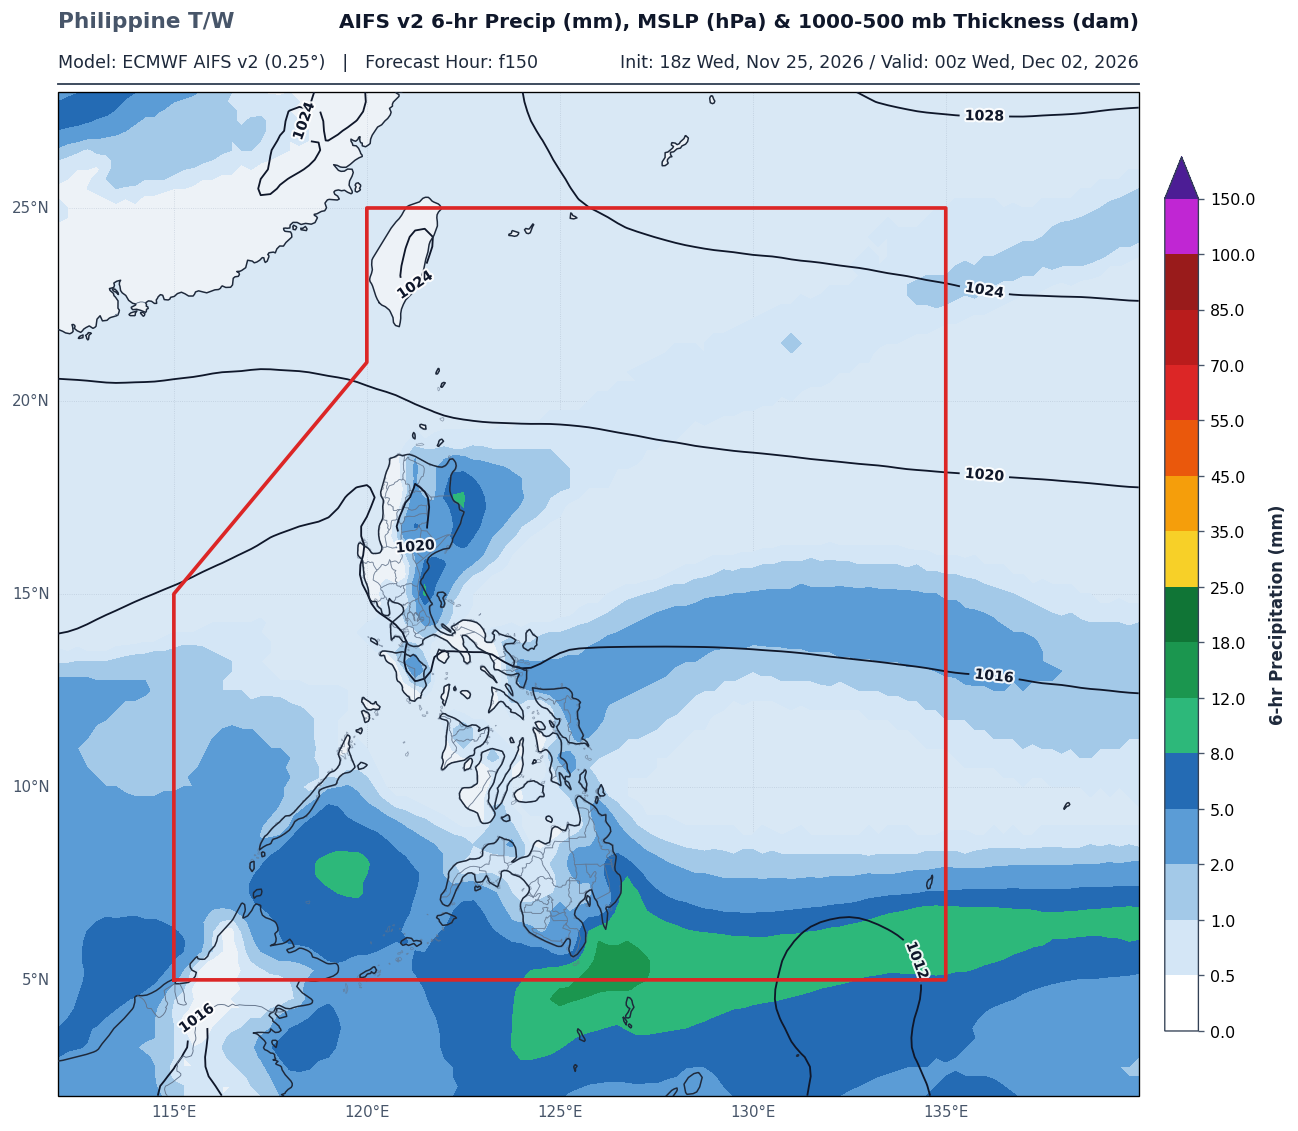 Philippine T/W
AIFS v2 6-hr Precip (mm), MSLP (hPa) & 1000-500 mb Thickness (dam)
Model: ECMWF AIFS v2 (0.25°) | Forecast Hour: f150
Init: 18z Wed, Nov 25, 2026 / Valid: 00z Wed, Dec 02, 2026
1024
1028
25°N
1024
1024
20°N
1020
1020
15°N
1016
10°N
1012
5°N
1016
115°E
120°E
125°E
130°E
135°E
150.0
100.0
85.0
70.0
55.0
45.0
35.0
25.0
18.0
12.0
8.0
5.0
2.0
1.0
0.5
0.0
6-hr Precipitation (mm)